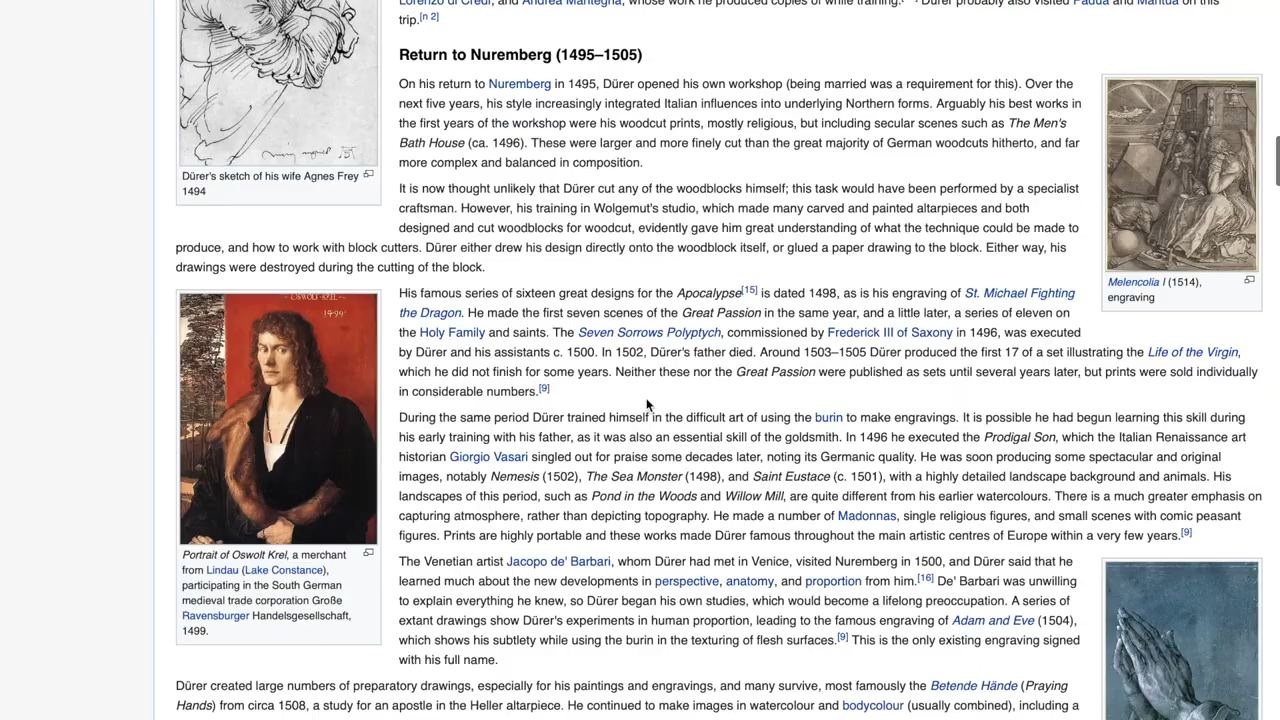 Lorenzo di Credi, and Andrea Mantegna, whose work he produced copies of while training. Dürer probably also visited Padua and Mantua on this
trip.[n 2]
Return to Nuremberg (1495–1505)
On his return to Nuremberg in 1495, Dürer opened his own workshop (being married was a requirement for this). Over the
next five years, his style increasingly integrated Italian influences into underlying Northern forms. Arguably his best works in
the first years of the workshop were his woodcut prints, mostly religious, but including secular scenes such as The Men's
Bath House (ca. 1496). These were larger and more finely cut than the great majority of German woodcuts hitherto, and far
more complex and balanced in composition.
Dürer's sketch of his wife Agnes Frey
1494
It is now thought unlikely that Dürer cut any of the woodblocks himself; this task would have been performed by a specialist
craftsman. However, his training in Wolgemut's studio, which made many carved and painted altarpieces and both
designed and cut woodblocks for woodcut, evidently gave him great understanding of what the technique could be made to
produce, and how to work with block cutters. Dürer either drew his design directly onto the woodblock itself, or glued a paper drawing to the block. Either way, his
drawings were destroyed during the cutting of the block.
Melencolia I (1514),
engraving
His famous series of sixteen great designs for the Apocalypse[15] is dated 1498, as is his engraving of St. Michael Fighting
the Dragon. He made the first seven scenes of the Great Passion in the same year, and a little later, a series of eleven on
the Holy Family and saints. The Seven Sorrows Polyptych, commissioned by Frederick III of Saxony in 1496, was executed
by Dürer and his assistants c. 1500. In 1502, Dürer's father died. Around 1503–1505 Dürer produced the first 17 of a set illustrating the Life of the Virgin,
which he did not finish for some years. Neither these nor the Great Passion were published as sets until several years later, but prints were sold individually
in considerable numbers.[9]
During the same period Dürer trained himself in the difficult art of using the burin to make engravings. It is possible he had begun learning this skill during
his early training with his father, as it was also an essential skill of the goldsmith. In 1496 he executed the Prodigal Son, which the Italian Renaissance art
historian Giorgio Vasari singled out for praise some decades later, noting its Germanic quality. He was soon producing some spectacular and original
images, notably Nemesis (1502), The Sea Monster (1498), and Saint Eustace (c. 1501), with a highly detailed landscape background and animals. His
landscapes of this period, such as Pond in the Woods and Willow Mill, are quite different from his earlier watercolours. There is a much greater emphasis on
capturing atmosphere, rather than depicting topography. He made a number of Madonnas, single religious figures, and small scenes with comic peasant
figures. Prints are highly portable and these works made Dürer famous throughout the main artistic centres of Europe within a very few years.[9]
1499
Portrait of Oswolt Krel, a merchant
from Lindau (Lake Constance),
participating in the South German
medieval trade corporation Große
Ravensburger Handelsgesellschaft,
1499.
The Venetian artist Jacopo de' Barbari, whom Dürer had met in Venice, visited Nuremberg in 1500, and Dürer said that he
learned much about the new developments in perspective, anatomy, and proportion from him.[16] De' Barbari was unwilling
to explain everything he knew, so Dürer began his own studies, which would become a lifelong preoccupation. A series of
extant drawings show Dürer's experiments in human proportion, leading to the famous engraving of Adam and Eve (1504),
which shows his subtlety while using the burin in the texturing of flesh surfaces.[9] This is the only existing engraving signed
with his full name.
Dürer created large numbers of preparatory drawings, especially for his paintings and engravings, and many survive, most famously the Betende Hände (Praying
Hands) from circa 1508, a study for an apostle in the Heller altarpiece. He continued to make images in watercolour and bodycolour (usually combined), including a